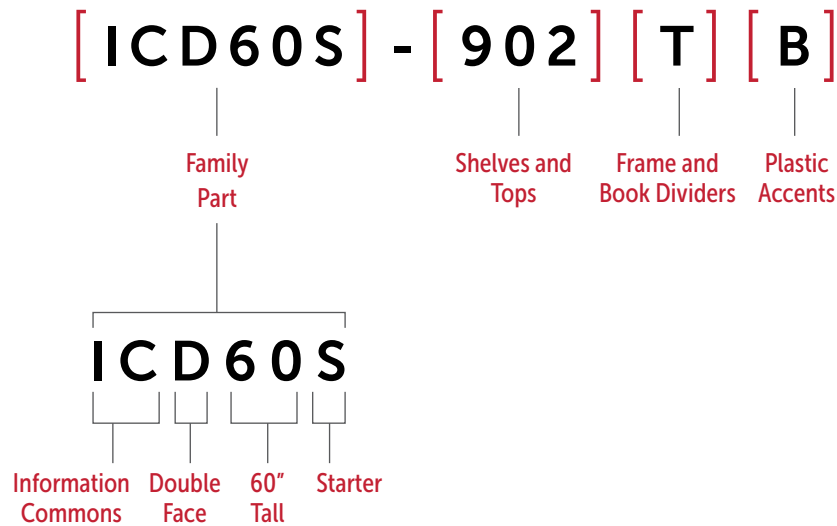 [ICD60S] - [902] [T] [B]
Family
Part
Shelves and
Tops
Frame and
Book Dividers
Plastic
Accents
ICD60S
Information
Commons
Double
Face
60"
Tall
Starter